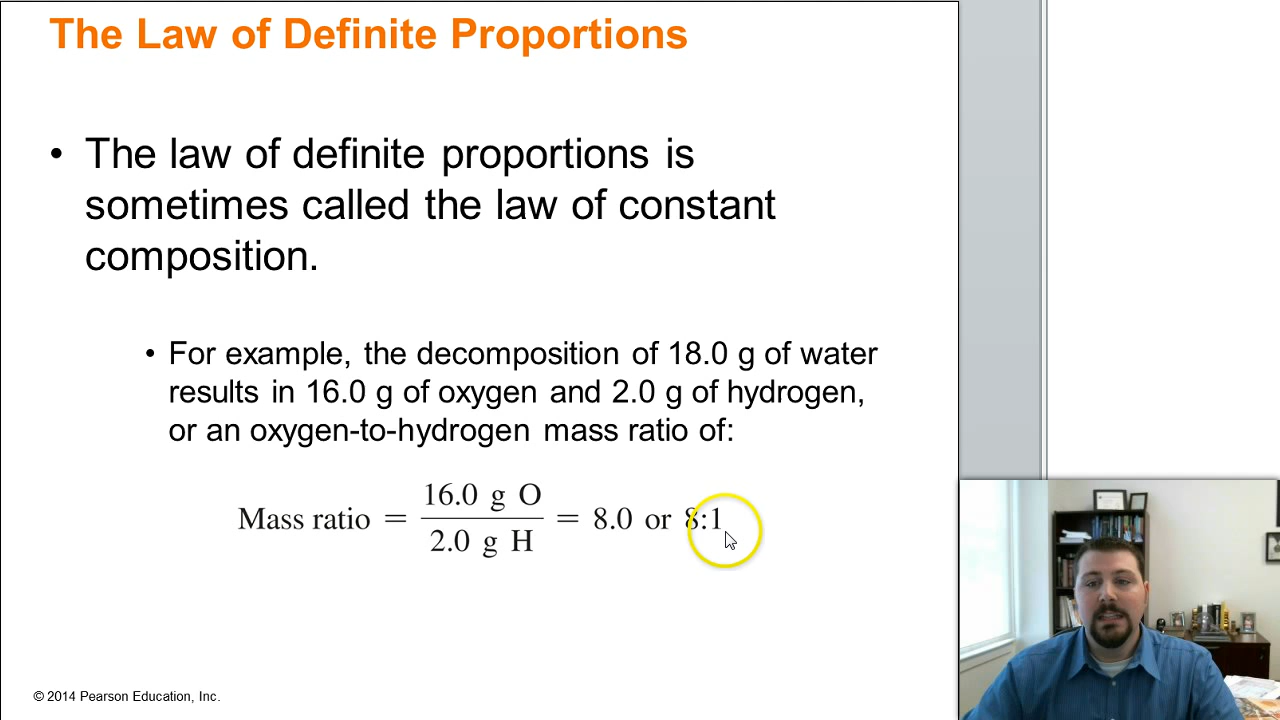 The Law of Definite Proportions
• The law of definite proportions is
sometimes called the law of constant
composition.
• For example, the decomposition of 18.0 g of water
results in 16.0 g of oxygen and 2.0 g of hydrogen,
or an oxygen-to-hydrogen mass ratio of:
Mass ratio = 16.0 g O / 2.0 g H = 8.0 or 8:1
© 2014 Pearson Education, Inc.